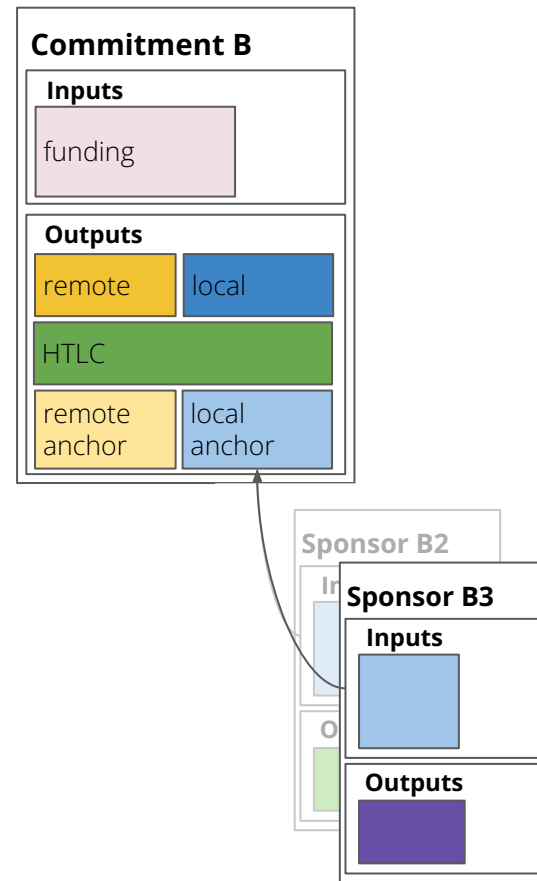 Commitment B
Inputs
funding
Outputs
remote
local
HTLC
remote
anchor
local
anchor
Sponsor B2
Sponsor B3
Inputs
Outputs